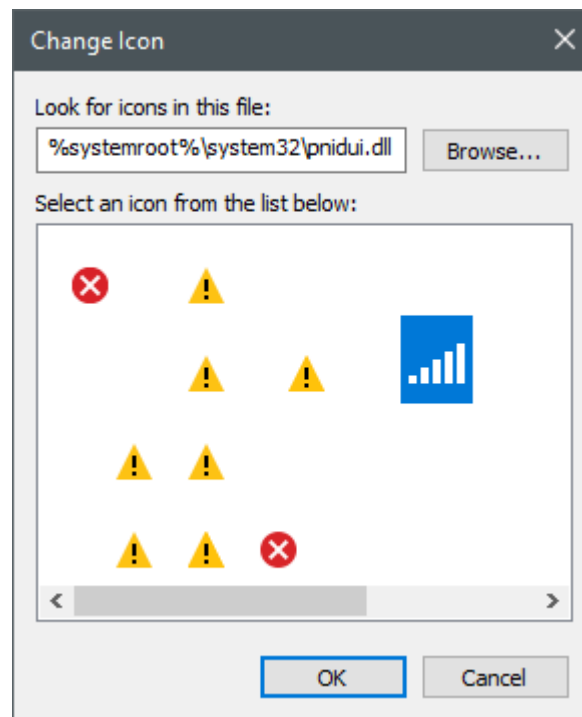 Change Icon
Look for icons in this file:
%systemroot%\system32\pnidui.dll
Browse...
Select an icon from the list below:
OK
Cancel